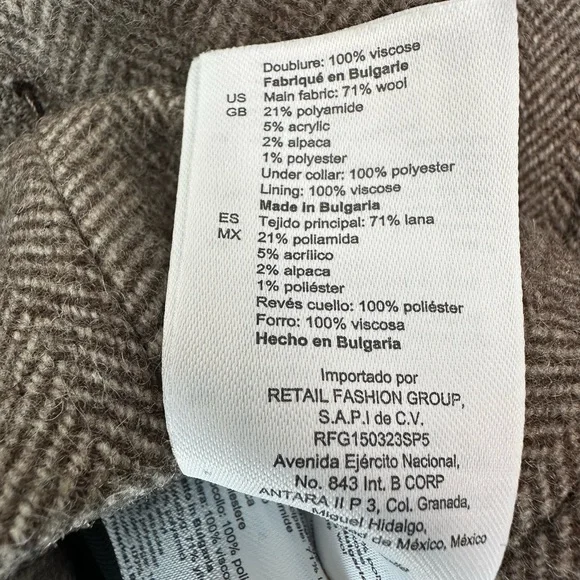 Doublure: 100% viscose
Fabriqué en Bulgarie
US Main fabric: 71% wool
GB 21% polyamide
5% acrylic
2% alpaca
1% polyester
Under collar: 100% polyester
Lining: 100% viscose
Made in Bulgaria
ES Tejido principal: 71% lana
MX 21% poliamida
5% acrílico
2% alpaca
1% poliéster
Revés cuello: 100% poliéster
Forro: 100% viscosa
Hecho en Bulgaria
Importado por
RETAIL FASHION GROUP,
S.A.P.I de C.V.
RFG150323SP5
Avenida Ejército Nacional,
No. 843 Int. B CORP
ANTARA II P 3, Col. Granada,
Miguel Hidalgo,
de México, México